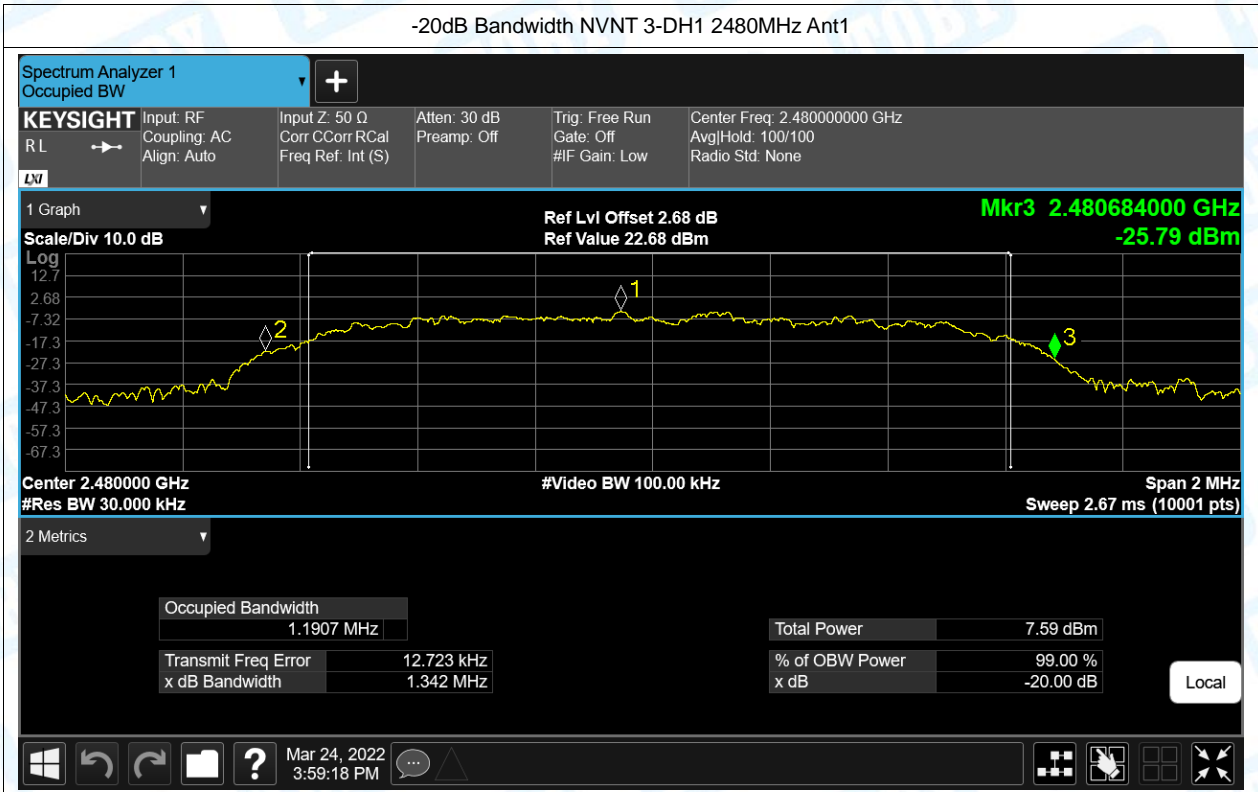 -20dB Bandwidth NVNT 3-DH1 2480MHz Ant1
Spectrum Analyzer 1
Occupied BW
KEYSIGHT
R L
LXI
Input: RF
Coupling: AC
Align: Auto
Input Z: 50 Ω
Corr CCorr RCal
Freq Ref: Int (S)
Atten: 30 dB
Preamp: Off
Trig: Free Run
Gate: Off
#IF Gain: Low
Center Freq: 2.480000000 GHz
Avg|Hold: 100/100
Radio Std: None
1 Graph
Scale/Div 10.0 dB
Ref Lvl Offset 2.68 dB
Ref Value 22.68 dBm
Mkr3 2.480684000 GHz
-25.79 dBm
Log
12.7
2.68
-7.32
-17.3
-27.3
-37.3
-47.3
-57.3
-67.3
1
2
3
Center 2.480000 GHz
#Video BW 100.00 kHz
Span 2 MHz
#Res BW 30.000 kHz
Sweep 2.67 ms (10001 pts)
2 Metrics
Occupied Bandwidth
1.1907 MHz
Transmit Freq Error 12.723 kHz
x dB Bandwidth 1.342 MHz
Total Power 7.59 dBm
% of OBW Power 99.00 %
x dB -20.00 dB
Local
?
Mar 24, 2022
3:59:18 PM